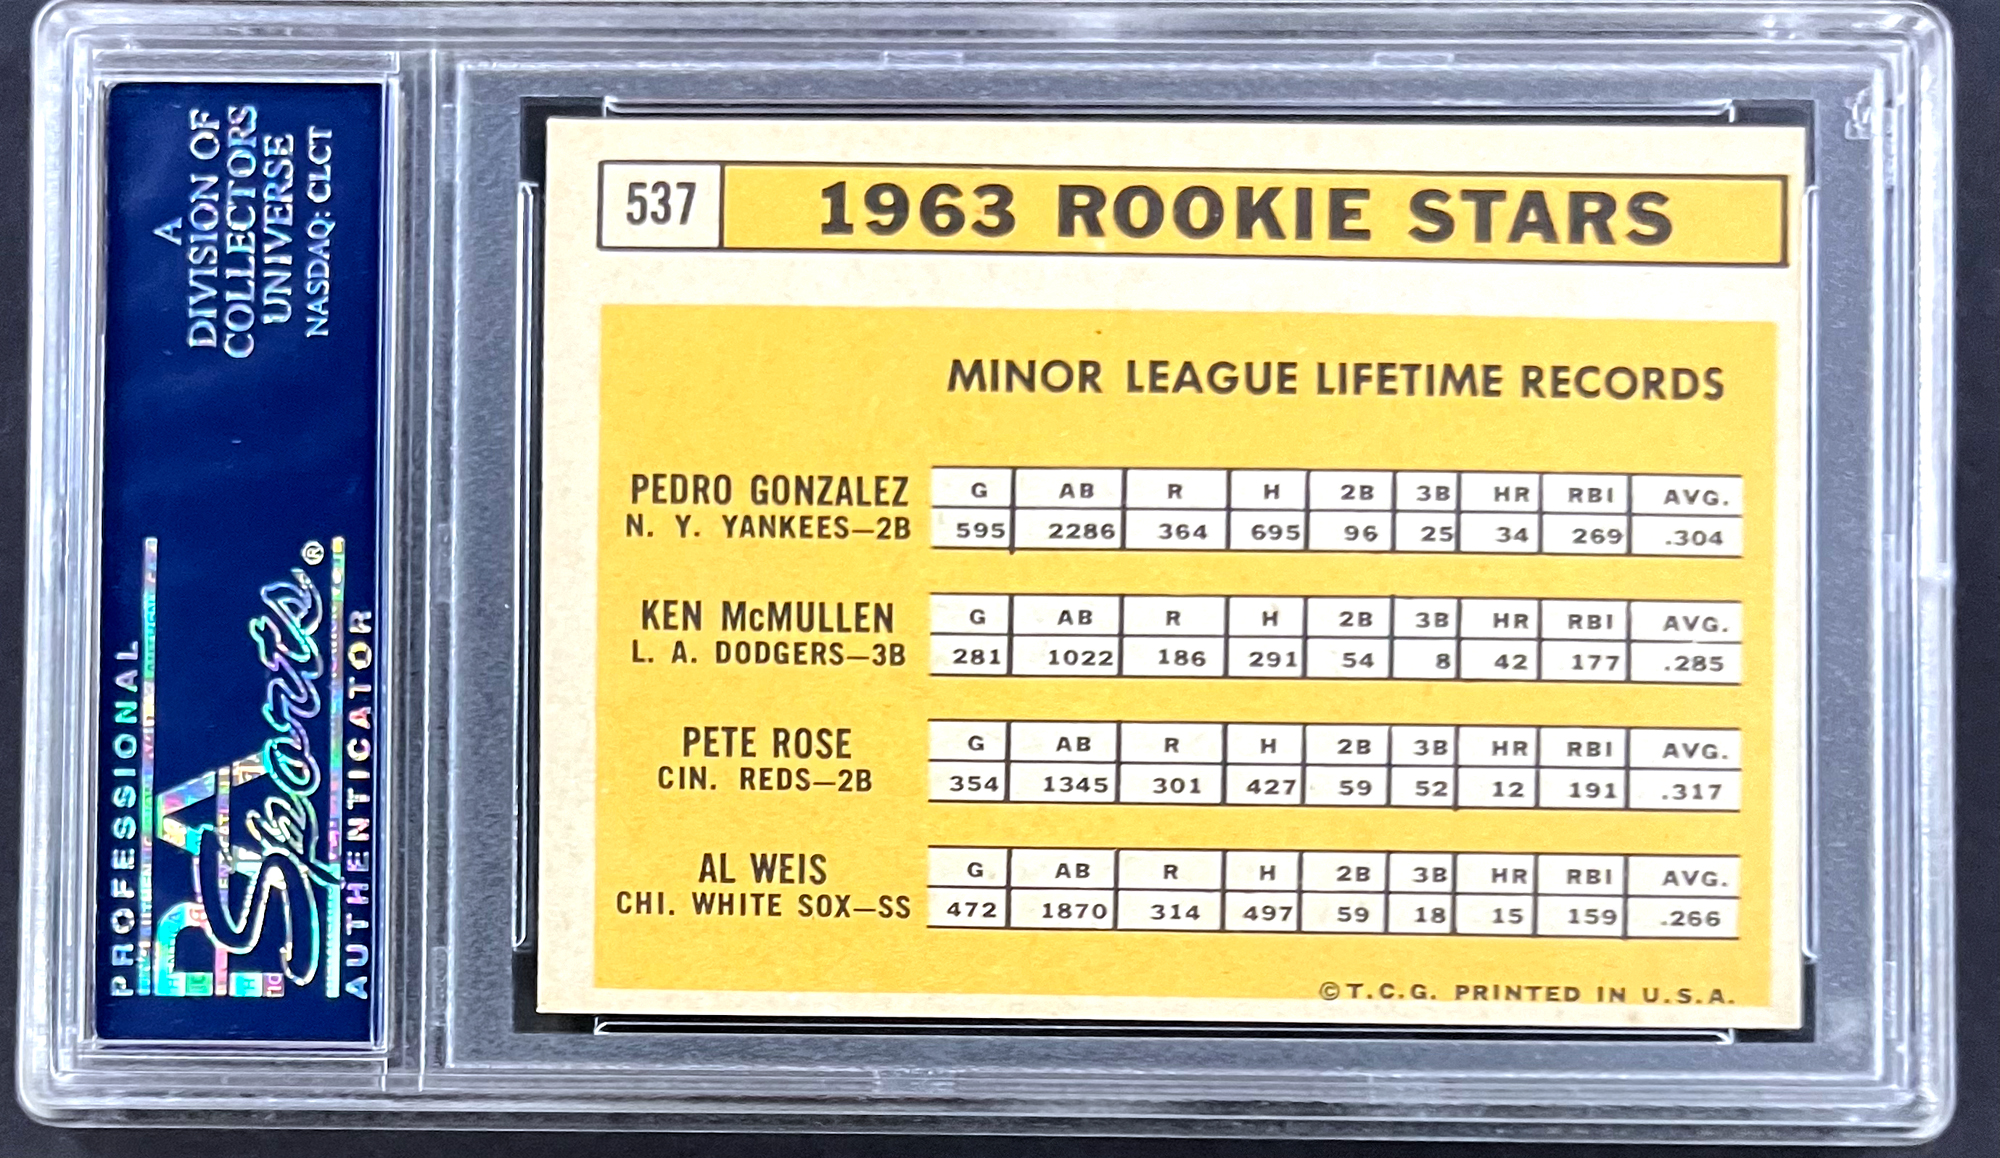 A
DIVISION OF
COLLECTORS
UNIVERSE
NASDAQ: CLCT
PROFESSIONAL
PSA
Sports®
AUTHENTICATOR
537 1963 ROOKIE STARS
MINOR LEAGUE LIFETIME RECORDS
PEDRO GONZALEZ G AB R H 2B 3B HR RBI AVG.
N. Y. YANKEES—2B 595 2286 364 695 96 25 34 269 .304
KEN McMULLEN G AB R H 2B 3B HR RBI AVG.
L. A. DODGERS—3B 281 1022 186 291 54 8 42 177 .285
PETE ROSE G AB R H 2B 3B HR RBI AVG.
CIN. REDS—2B 354 1345 301 427 59 52 12 191 .317
AL WEIS G AB R H 2B 3B HR RBI AVG.
CHI. WHITE SOX—SS 472 1870 314 497 59 18 15 159 .266
©T.C.G. PRINTED IN U.S.A.